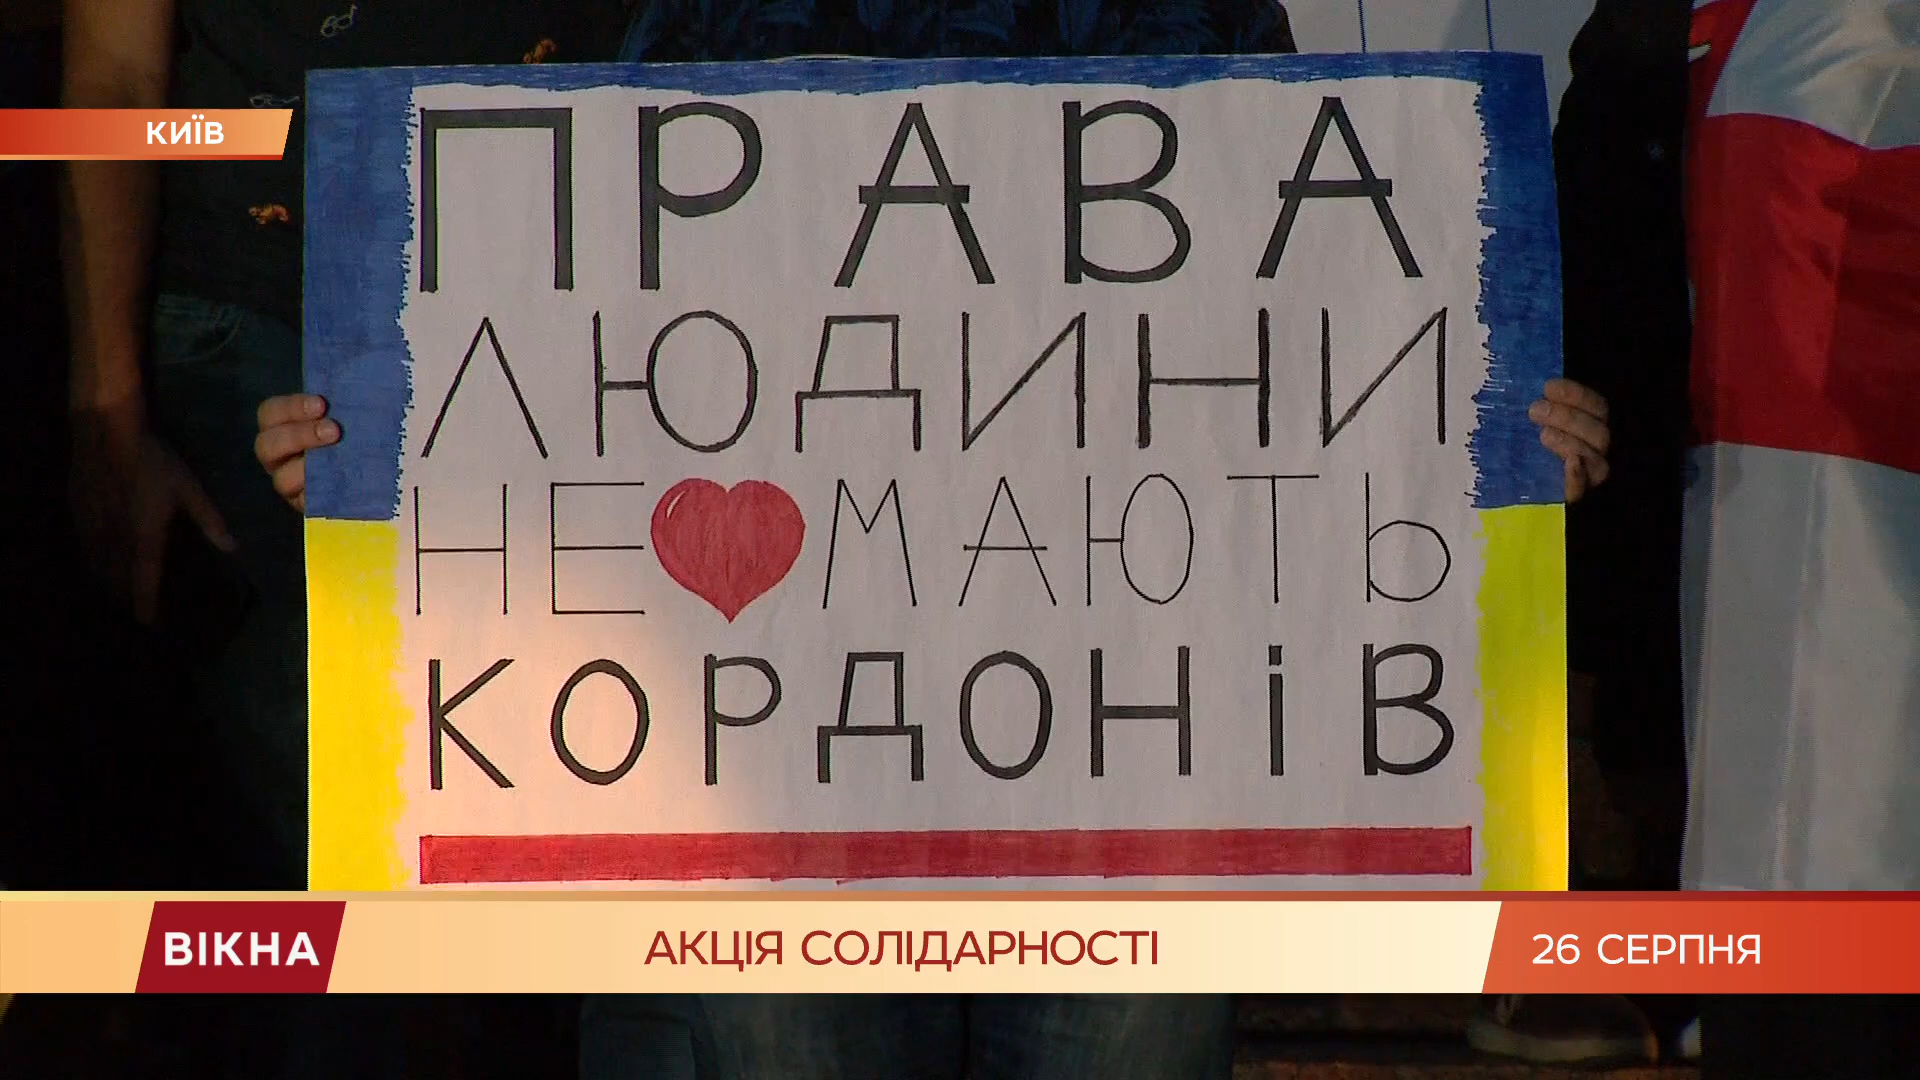 КИЇВ
ПРАВА
ЛЮДИНИ
НЕ МАЮТЬ
КОРДОНІВ
ВІКНА
АКЦІЯ СОЛІДАРНОСТІ
26 СЕРПНЯ